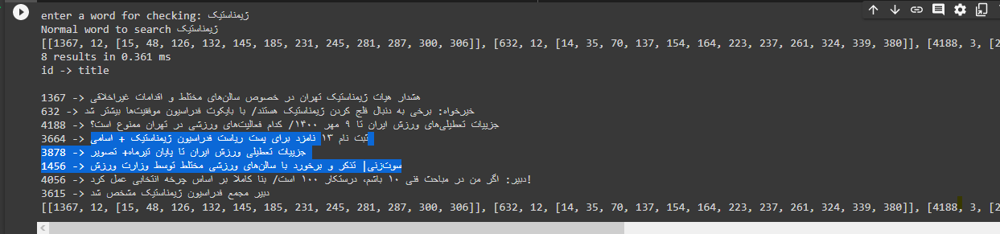 enter a word for checking: ژیمناستیک
Normal word to search ژیمناستیک
[[1367, 12, [15, 48, 126, 132, 145, 185, 231, 245, 281, 287, 300, 306]], [632, 12, [14, 35, 70, 137, 154, 164, 223, 237, 261, 324, 339, 380]], [4188, 3, [2
8 results in 0.361 ms
id -> title
1367 -> هشدار هیات ژیمناستیک تهران در خصوص سالن‌های مختلط و اقدامات غیراخلاقی
632 -> خیرخواه: برخی به دنبال فلج کردن ژیمناستیک هستند/ با بایکوت فدراسیون موفقیت‌ها بیشتر شد
4188 -> جزییات تعطیلی‌های ورزش ایران تا ۹ مهر ۱۴۰۰/ کدام فعالیت‌های ورزشی در تهران ممنوع است؟
3664 -> ثبت نام ۱۳ نامزد برای پست ریاست فدراسیون ژیمناستیک + اسامی
3878 -> جزییات تعطیلی ورزش ایران تا پایان تیرماه+ تصویر
1456 -> سوت‌زنی| تذکر و برخورد با سالن‌های ورزشی مختلط توسط وزارت ورزش
4056 -> دبیر: اگر من در مباحث فنی ۱۰ باشم، درستکار ۱۰۰ است/ بنا کاملا بر اساس چرخه انتخابی عمل کرد!
3615 -> دبیر مجمع فدراسیون ژیمناستیک مشخص شد
[[1367, 12, [15, 48, 126, 132, 145, 185, 231, 245, 281, 287, 300, 306]], [632, 12, [14, 35, 70, 137, 154, 164, 223, 237, 261, 324, 339, 380]], [4188, 3, [2